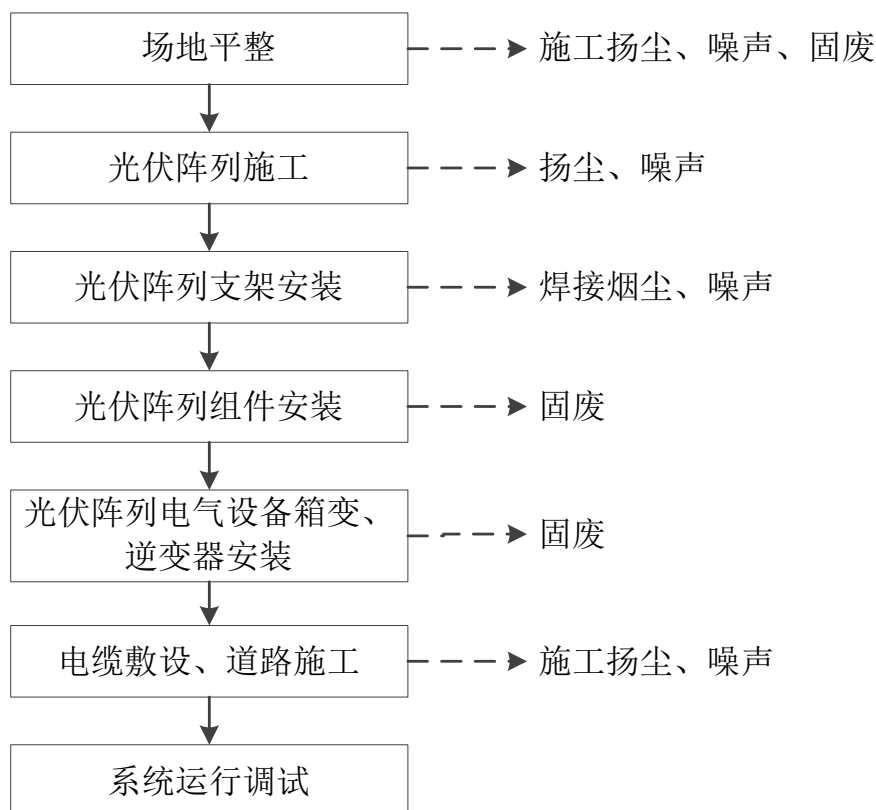 场地平整
施工扬尘、噪声、固废
光伏阵列施工
扬尘、噪声
光伏阵列支架安装
焊接烟尘、噪声
光伏阵列组件安装
固废
光伏阵列电气设备箱变、
逆变器安装
固废
电缆敷设、道路施工
施工扬尘、噪声
系统运行调试